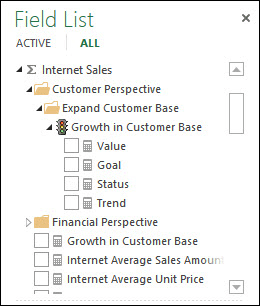 Field List
ACTIVE ALL
Σ Internet Sales
Customer Perspective
Expand Customer Base
Growth in Customer Base
Value
Goal
Status
Trend
Financial Perspective
Growth in Customer Base
Internet Average Sales Amoun
Internet Average Unit Price